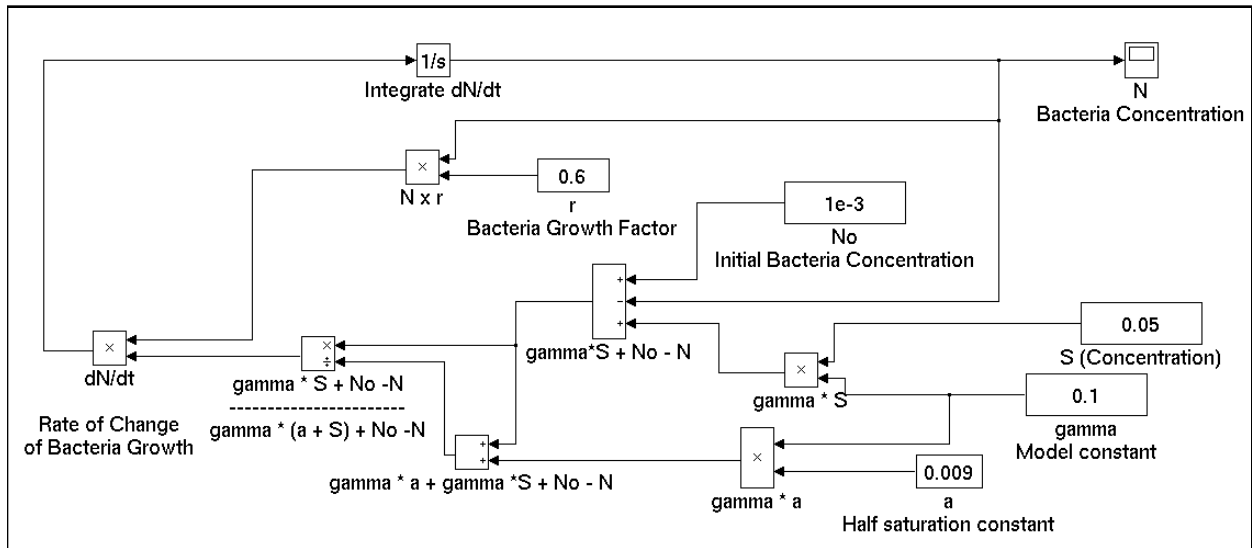 1/s
Integrate dN/dt
N
Bacteria Concentration
×
N x r
0.6
r
Bacteria Growth Factor
1e-3
No
Initial Bacteria Concentration
+
−
+
gamma*S + No - N
0.05
S (Concentration)
×
gamma * S
0.1
gamma
Model constant
×
dN/dt
Rate of Change
of Bacteria Growth
×
÷
gamma * S + No -N
----------------------
gamma * (a + S) + No -N
+
+
gamma * a + gamma *S + No - N
×
gamma * a
0.009
a
Half saturation constant